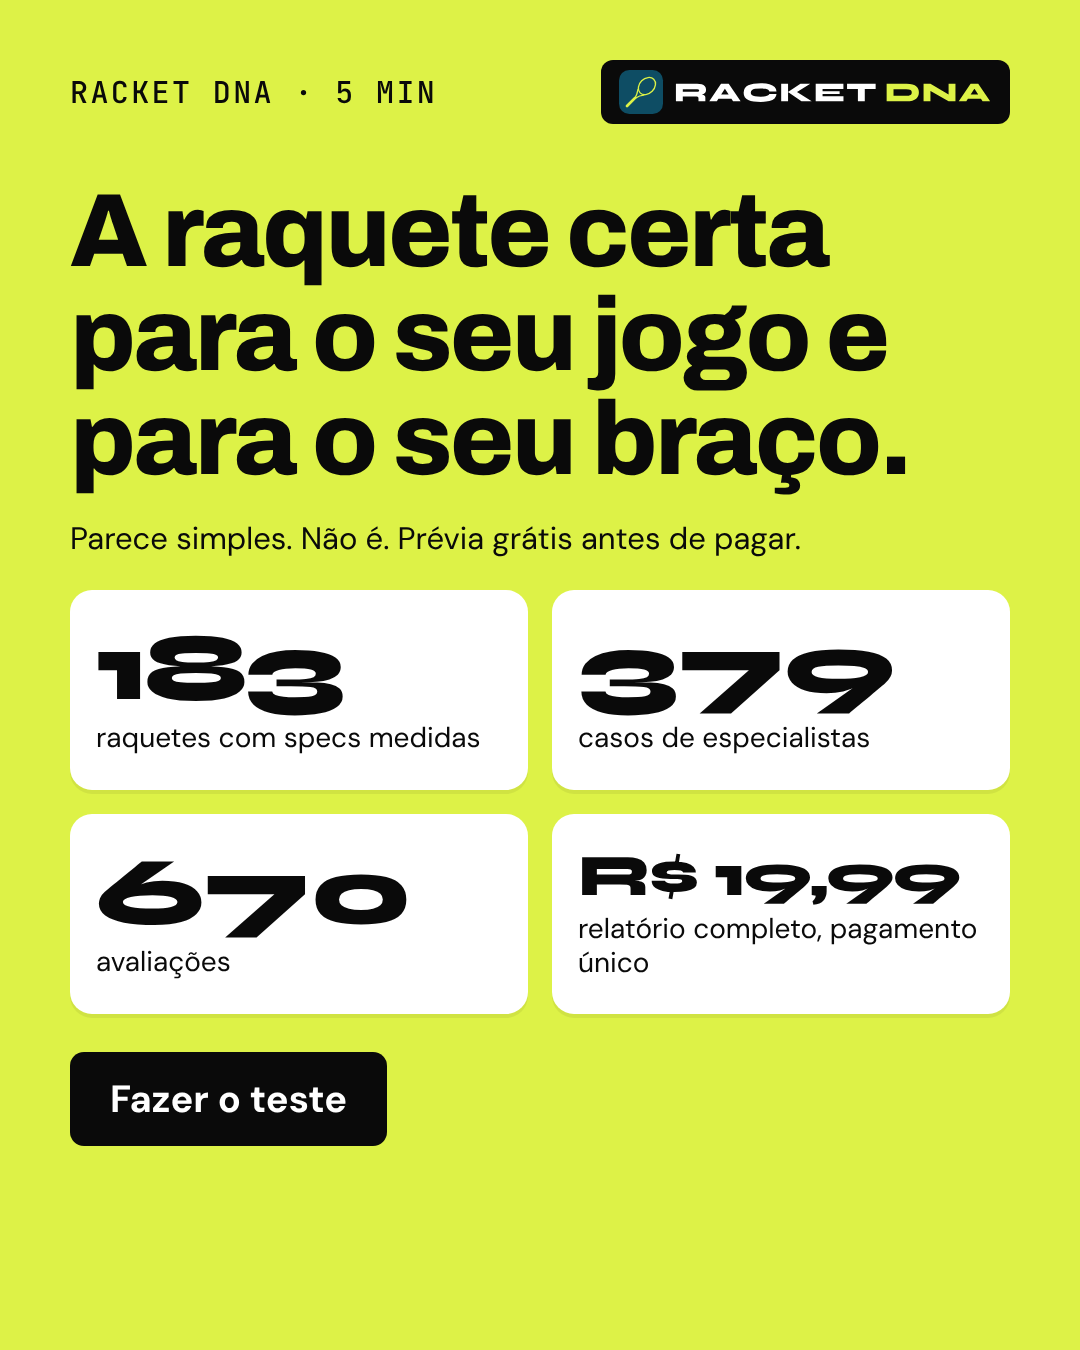 RACKET DNA · 5 MIN
RACKET DNA
A raquete certa
para o seu jogo e
para o seu braço.
Parece simples. Não é. Prévia grátis antes de pagar.
183
raquetes com specs medidas
379
casos de especialistas
670
avaliações
R$ 19,99
relatório completo, pagamento
único
Fazer o teste